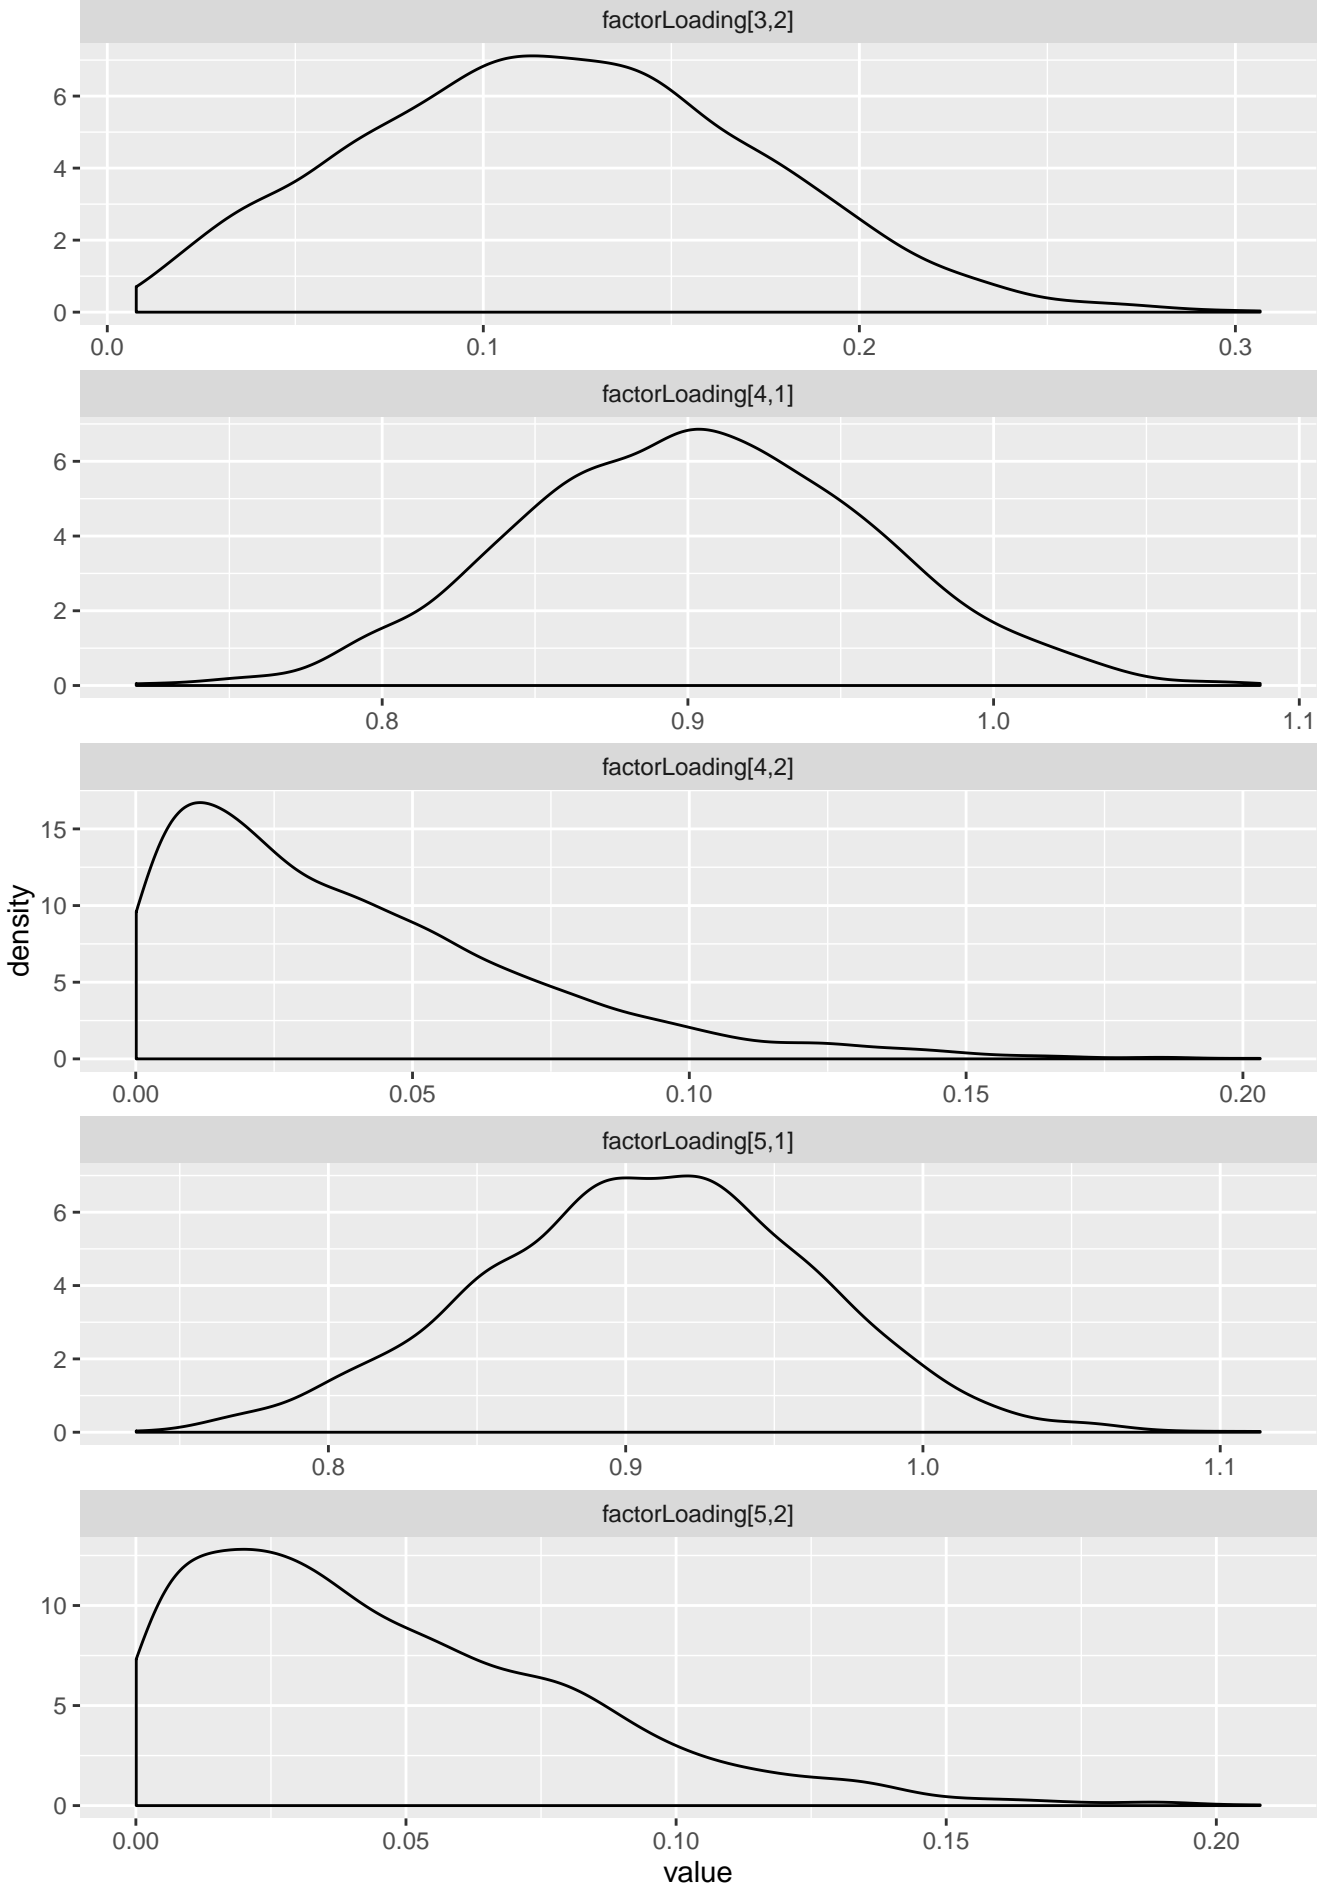 factorLoading[3,2]
6
4
2
0
0.0 0.1 0.2 0.3
factorLoading[4,1]
6
4
2
0
0.8 0.9 1.0 1.1
factorLoading[4,2]
15
10
5
0
0.00 0.05 0.10 0.15 0.20
density
factorLoading[5,1]
6
4
2
0
0.8 0.9 1.0 1.1
factorLoading[5,2]
10
5
0
0.00 0.05 0.10 0.15 0.20
value